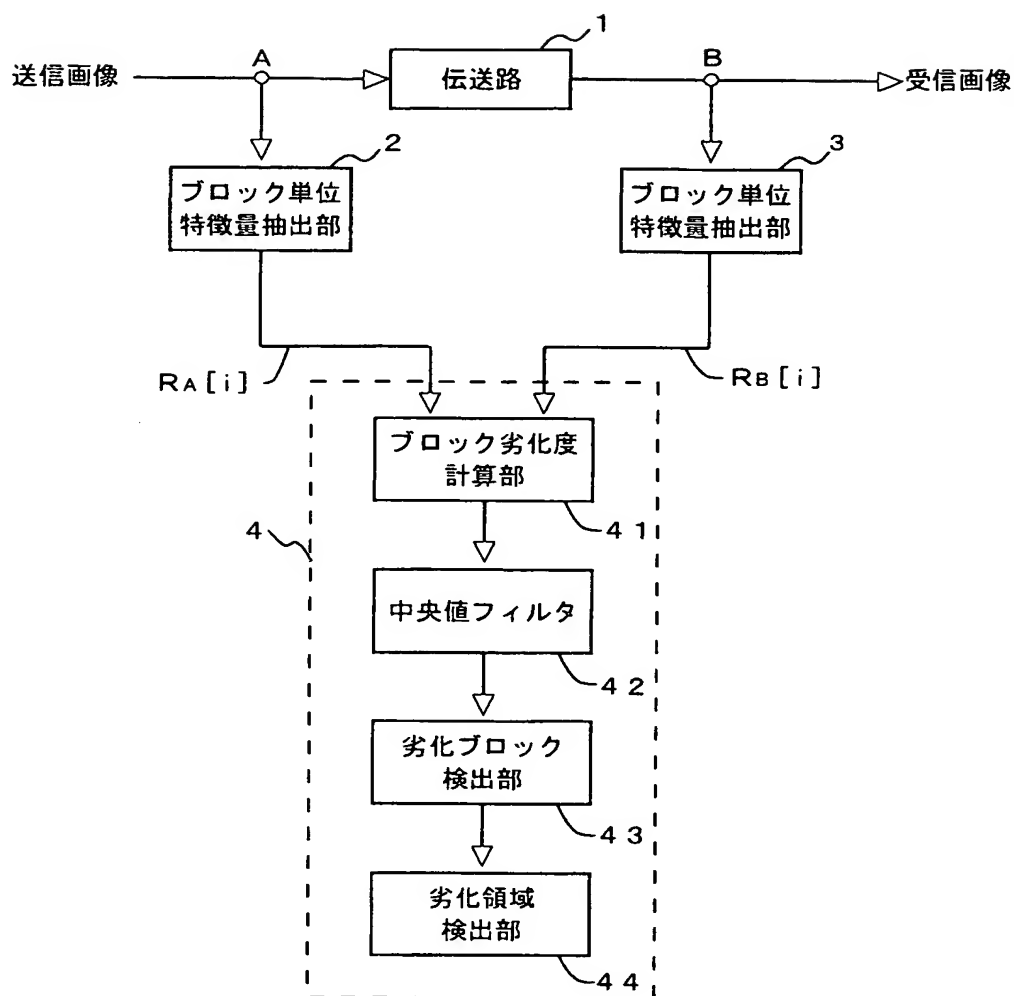 1
A
B
送信画像
伝送路
受信画像
2
3
ブロック単位
特徴量抽出部
ブロック単位
特徴量抽出部
RA[i]
RB[i]
ブロック劣化度
計算部
41
4
中央値フィルタ
42
劣化ブロック
検出部
43
劣化領域
検出部
44